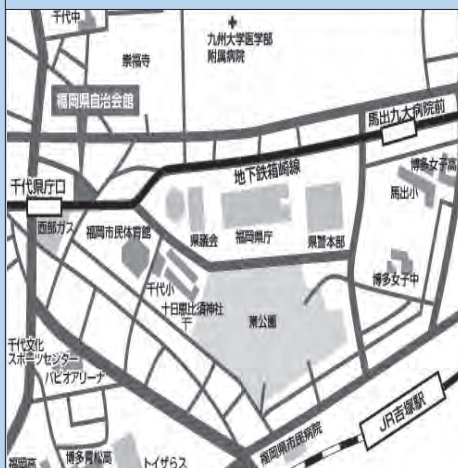 千代中
九州大学医学部
附属病院
崇福寺
福岡県自治会館
馬出九大病院前
地下鉄箱崎線
博多女子高
馬出小
千代県庁口
西部ガス
福岡市民体育館
県議会
福岡県庁
県警本部
千代小
十日恵比須神社
博多女子中
東公園
千代文化
スポーツセンター
パピオアリーナ
JR吉塚駅
福岡県市民病院
福岡高
博多青松高
トイザらス